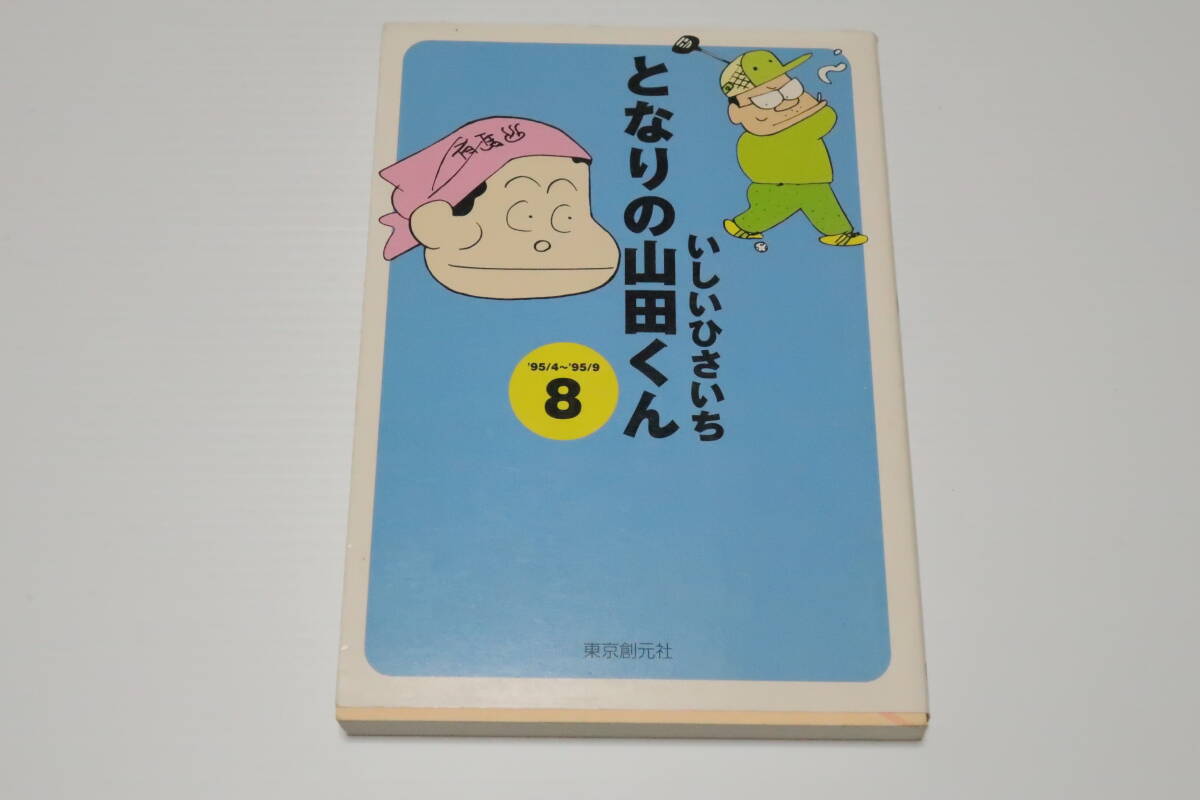 となりの山田くん
いしいひさいち
'95/4〜'95/9
8
東京創元社